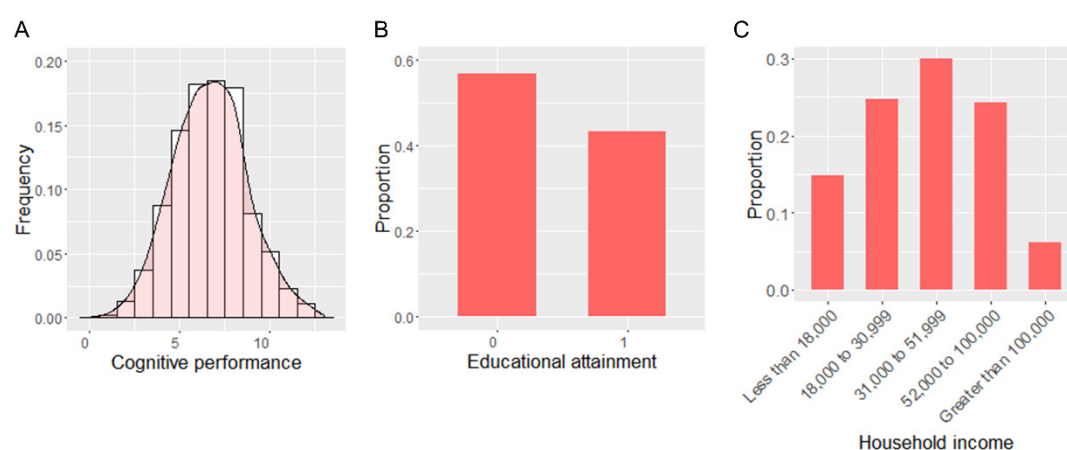 A
Frequency
0.20
0.15
0.10
0.05
0.00
0
5
10
Cognitive performance
B
Proportion
0.6
0.4
0.2
0.0
0
1
Educational attainment
C
Proportion
0.3
0.2
0.1
0.0
Less than 18,000
18,000 to 30,999
31,000 to 51,999
52,000 to 100,000
Greater than 100,000
Household income